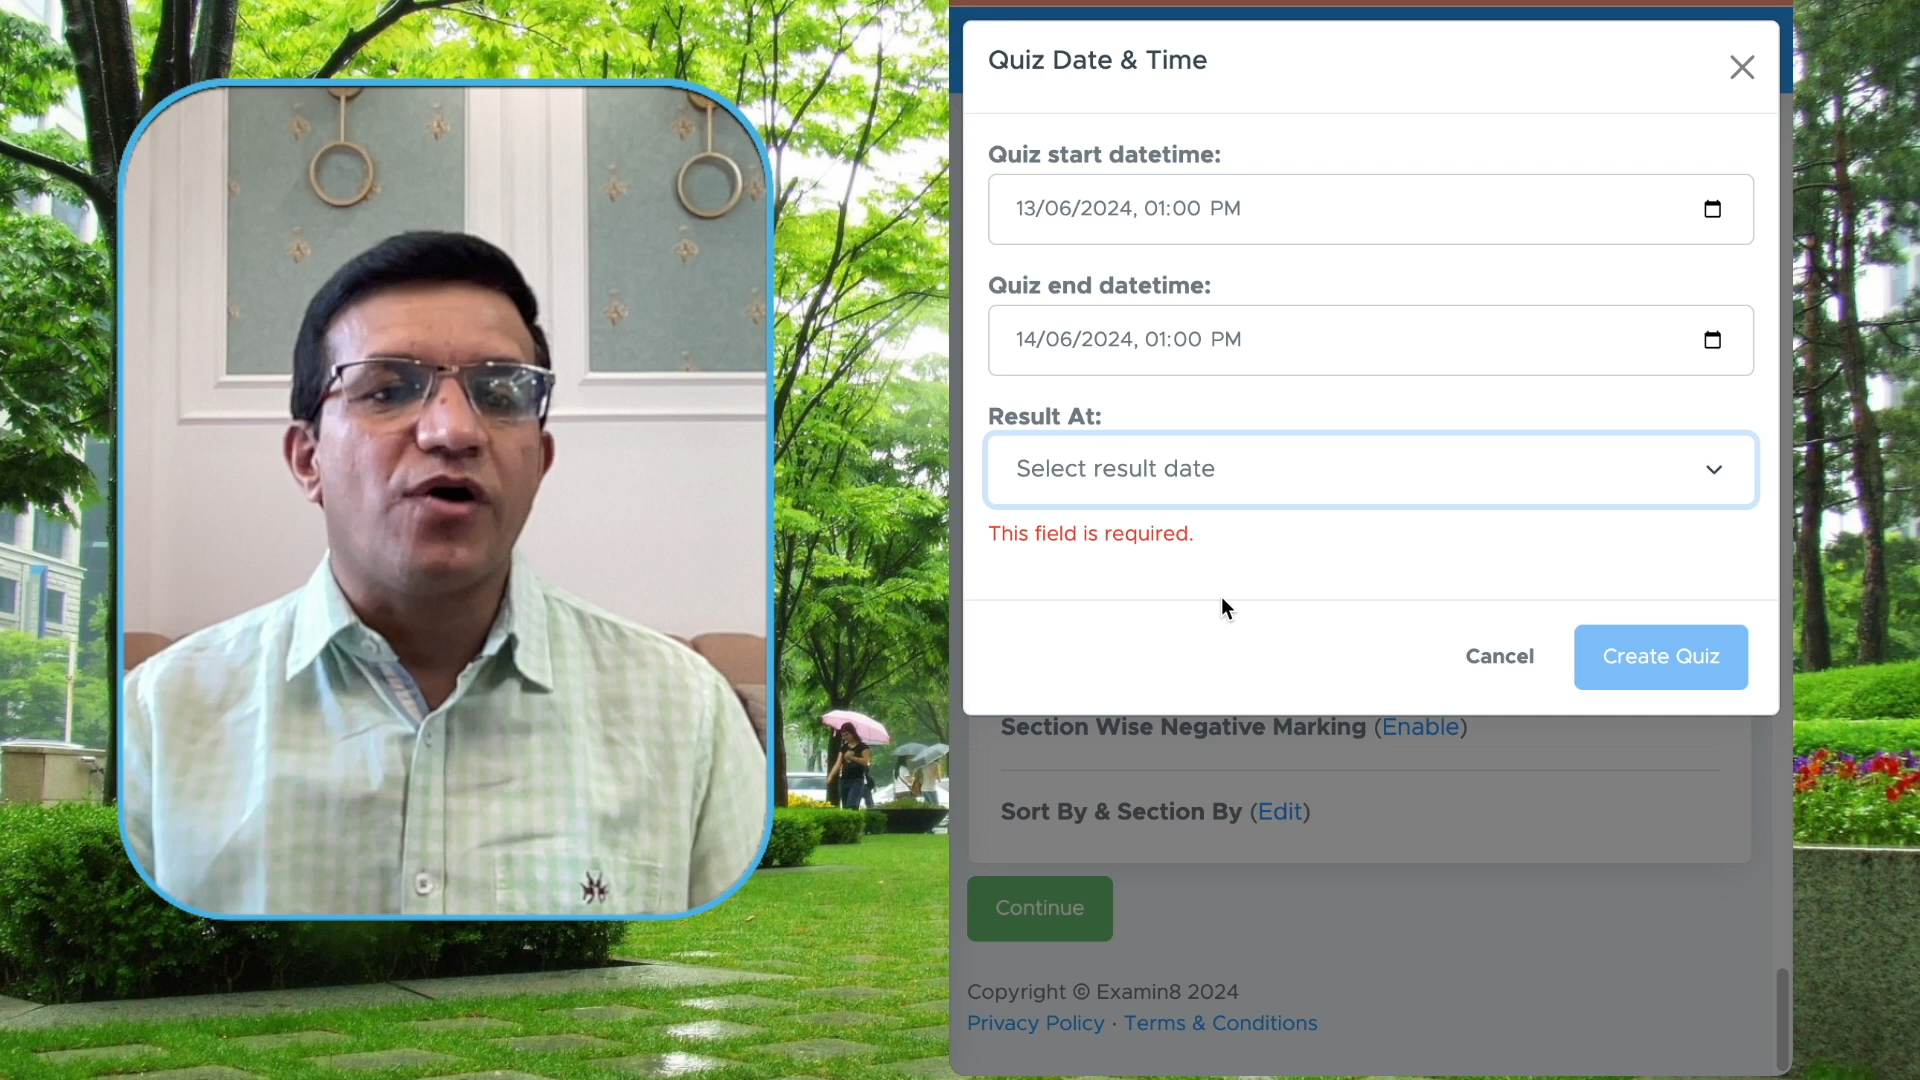 Quiz Date & Time
Quiz start datetime:
13/06/2024, 01:00 PM
Quiz end datetime:
14/06/2024, 01:00 PM
Result At:
Select result date
This field is required.
Cancel
Create Quiz
Section Wise Negative Marking (Enable)
Sort By & Section By (Edit)
Continue
Copyright © Examin8 2024
Privacy Policy · Terms & Conditions